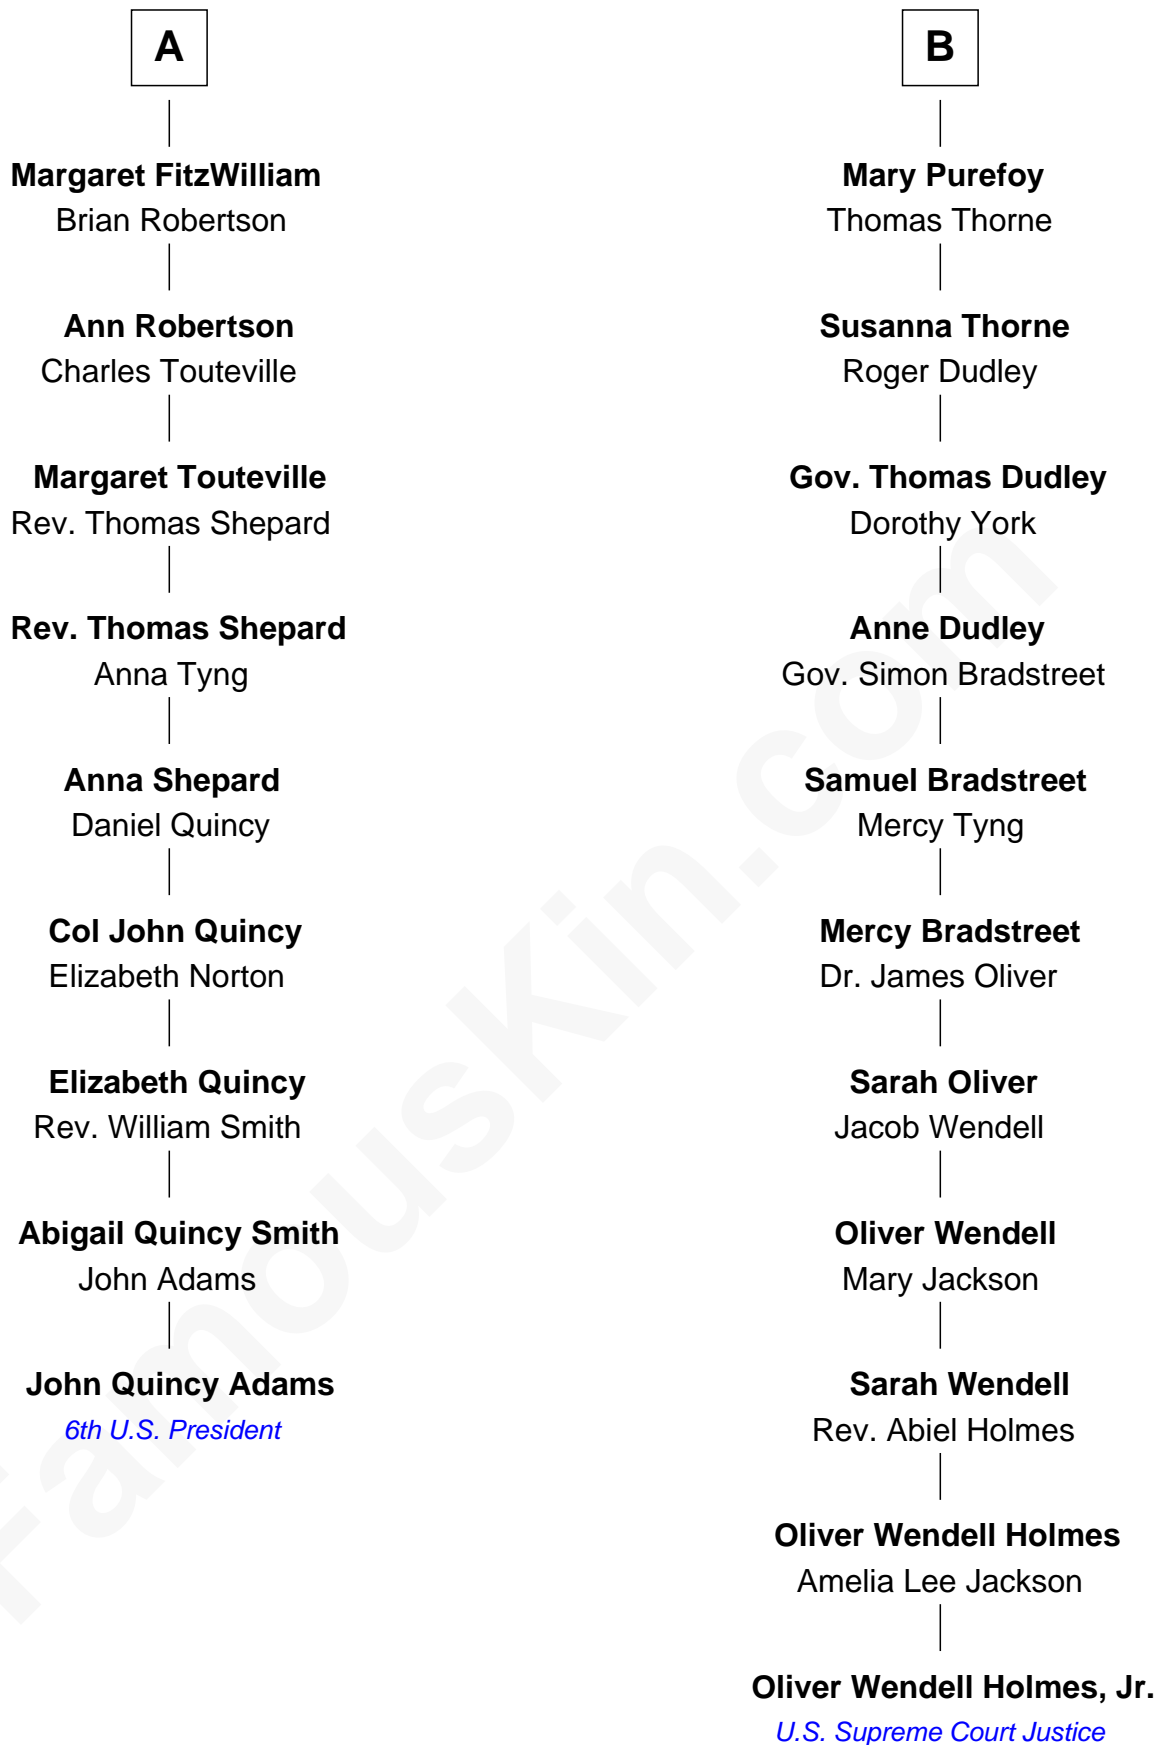 A
Margaret FitzWilliam
Brian Robertson
Ann Robertson
Charles Touteville
Margaret Touteville
Rev. Thomas Shepard
Rev. Thomas Shepard
Anna Tyng
Anna Shepard
Daniel Quincy
Col John Quincy
Elizabeth Norton
Elizabeth Quincy
Rev. William Smith
Abigail Quincy Smith
John Adams
John Quincy Adams
6th U.S. President
B
Mary Purefoy
Thomas Thorne
Susanna Thorne
Roger Dudley
Gov. Thomas Dudley
Dorothy York
Anne Dudley
Gov. Simon Bradstreet
Samuel Bradstreet
Mercy Tyng
Mercy Bradstreet
Dr. James Oliver
Sarah Oliver
Jacob Wendell
Oliver Wendell
Mary Jackson
Sarah Wendell
Rev. Abiel Holmes
Oliver Wendell Holmes
Amelia Lee Jackson
Oliver Wendell Holmes, Jr.
U.S. Supreme Court Justice
FamousKin.com